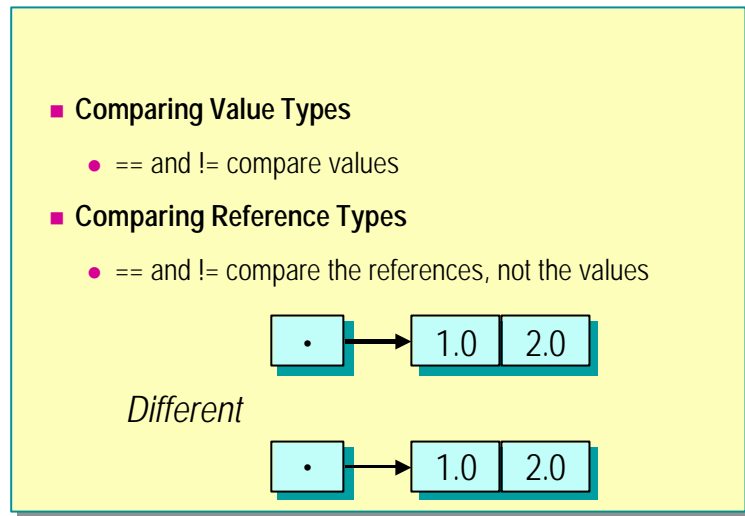 Comparing Value Types
== and != compare values
Comparing Reference Types
== and != compare the references, not the values
1.0 2.0
Different
1.0 2.0